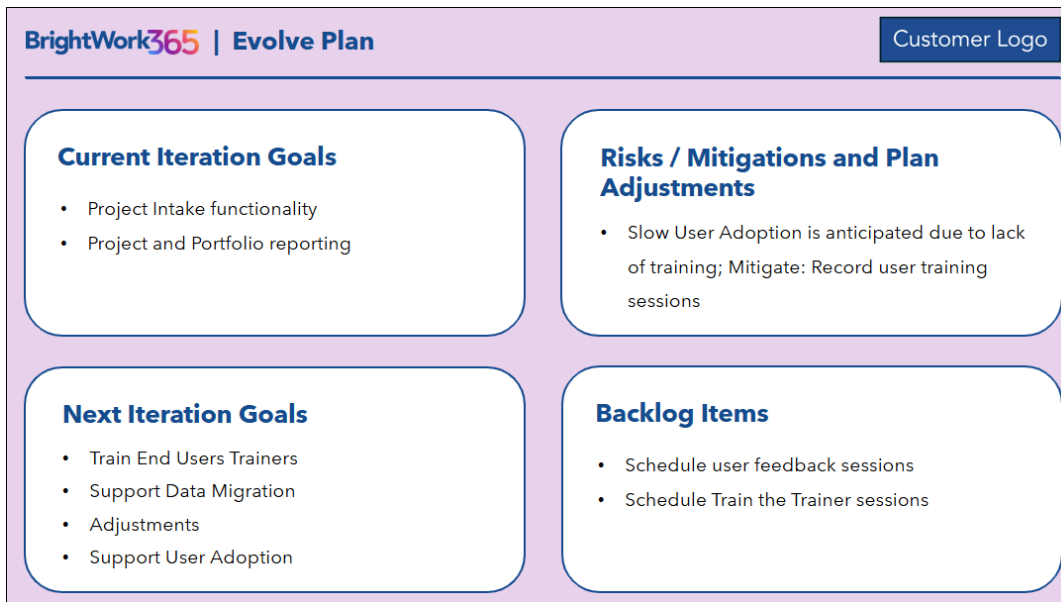 BrightWork365 | Evolve Plan
Customer Logo
Current Iteration Goals
• Project Intake functionality
• Project and Portfolio reporting
Risks / Mitigations and Plan
Adjustments
• Slow User Adoption is anticipated due to lack
of training; Mitigate: Record user training
sessions
Next Iteration Goals
• Train End Users Trainers
• Support Data Migration
• Adjustments
• Support User Adoption
Backlog Items
• Schedule user feedback sessions
• Schedule Train the Trainer sessions